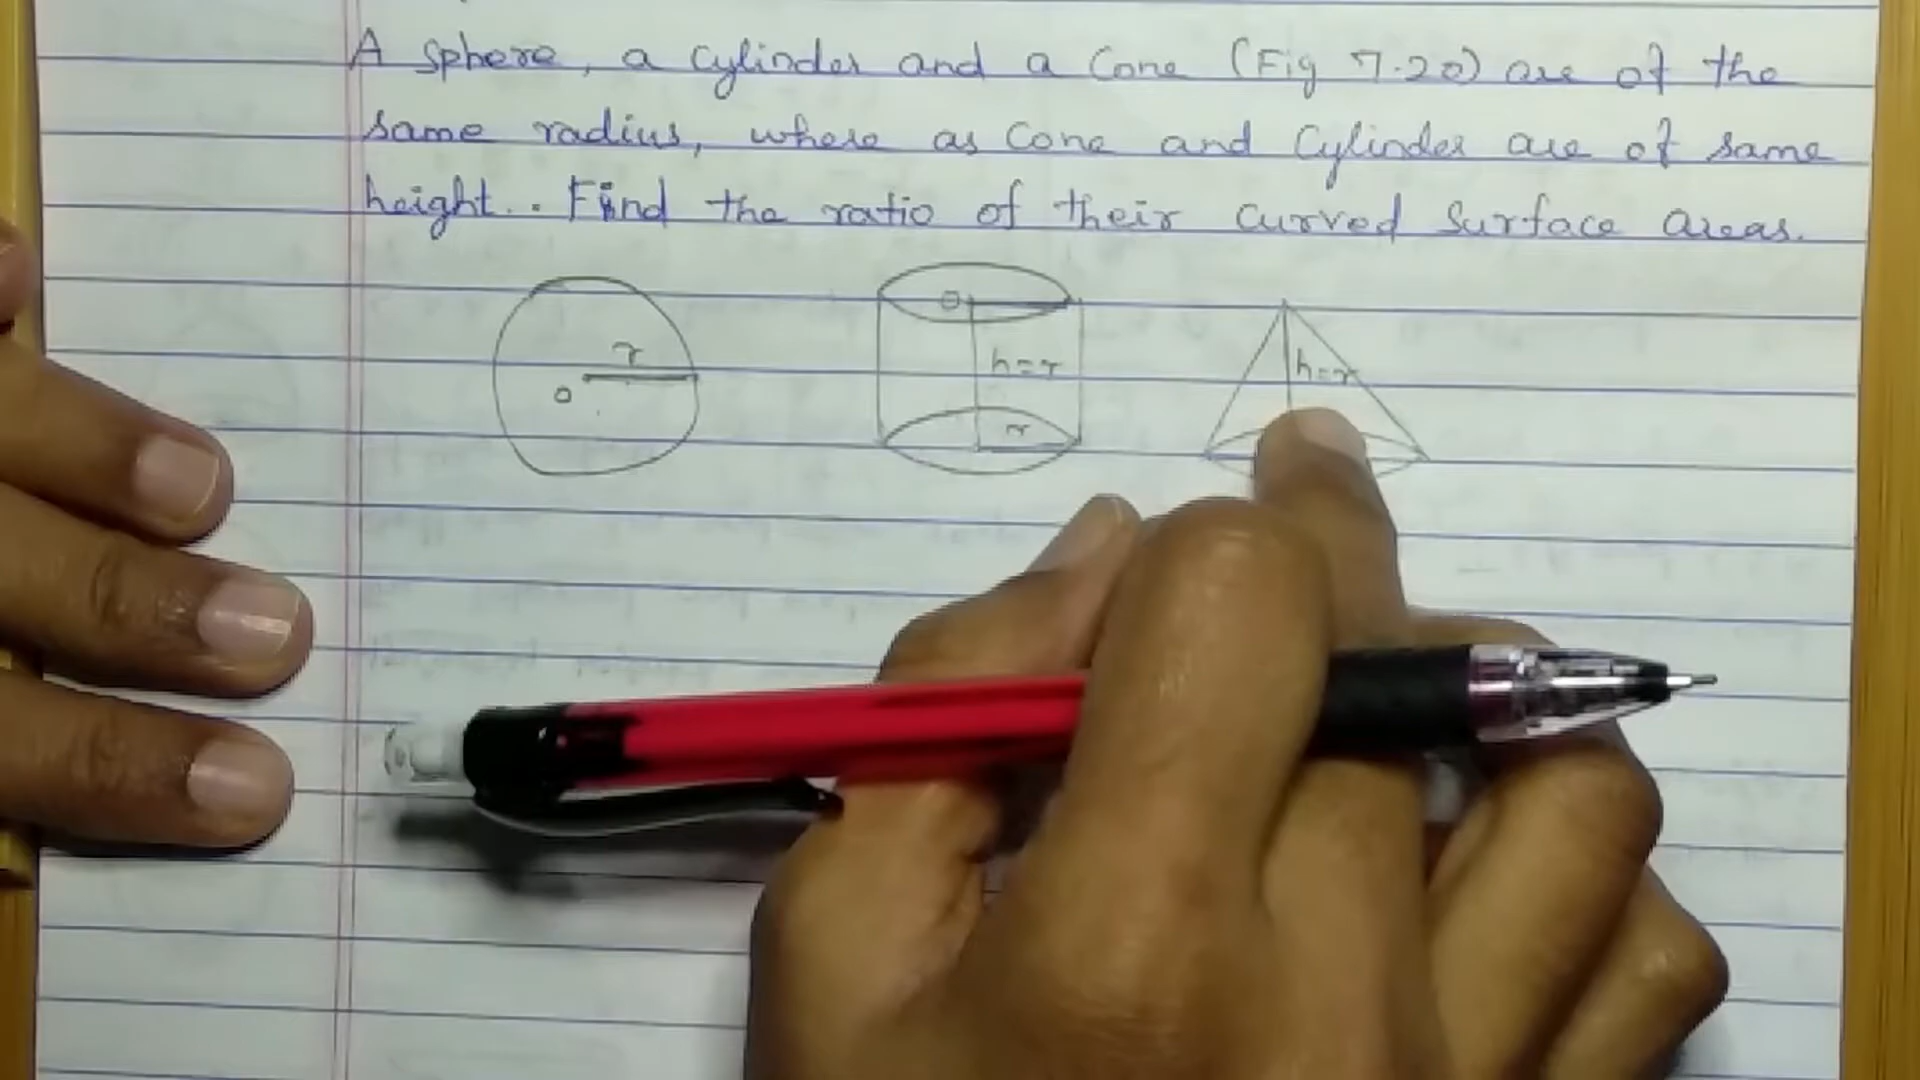 A sphere, a cylinder and a cone (Fig 7.20) are of the
same radius, where as cone and cylinder are of same
height.. Find the ratio of their curved surface areas.
r
o
o
h=r
r
h=r